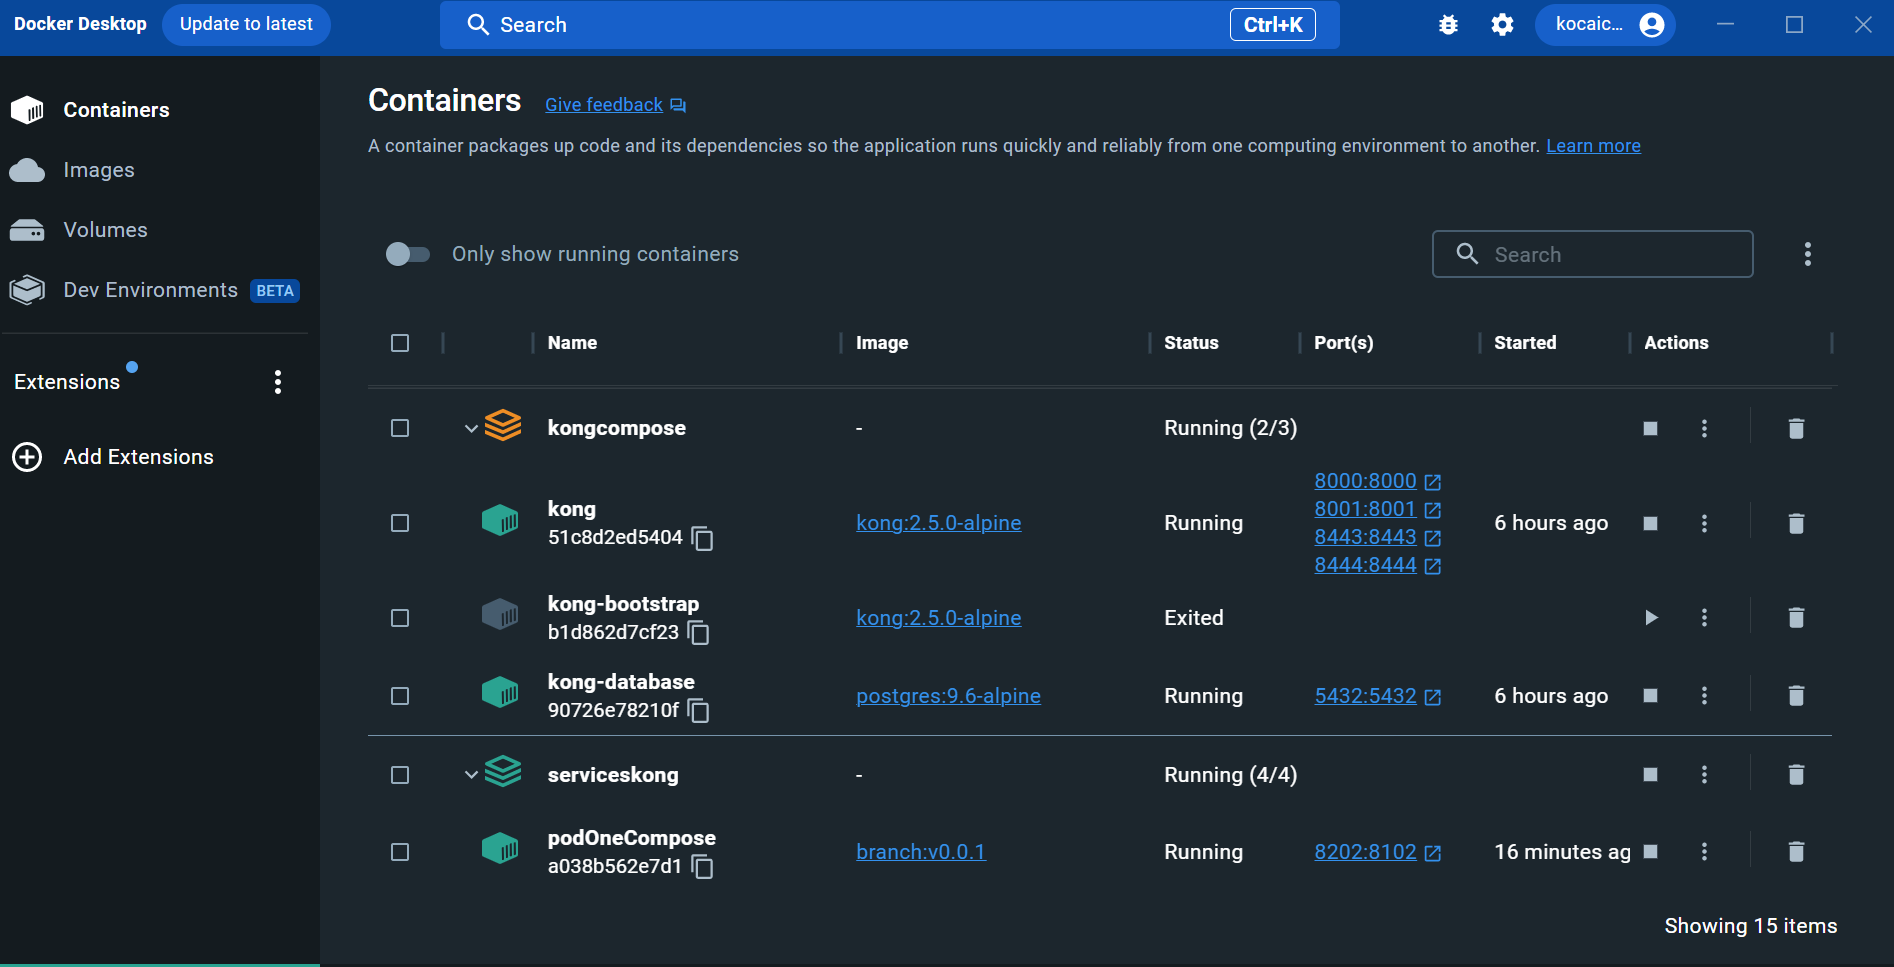 Docker Desktop Update to latest Search Ctrl+K kocaic...
Containers
Images
Volumes
Dev Environments BETA
Extensions
Add Extensions
Containers Give feedback
A container packages up code and its dependencies so the application runs quickly and reliably from one computing environment to another. Learn more
Only show running containers Search
Name Image Status Port(s) Started Actions
kongcompose - Running (2/3)
kong
51c8d2ed5404
kong:2.5.0-alpine
Running
8000:8000
8001:8001
8443:8443
8444:8444
6 hours ago
kong-bootstrap
b1d862d7cf23
kong:2.5.0-alpine
Exited
kong-database
90726e78210f
postgres:9.6-alpine
Running
5432:5432
6 hours ago
serviceskong - Running (4/4)
podOneCompose
a038b562e7d1
branch:v0.0.1
Running
8202:8102
16 minutes ag
Showing 15 items